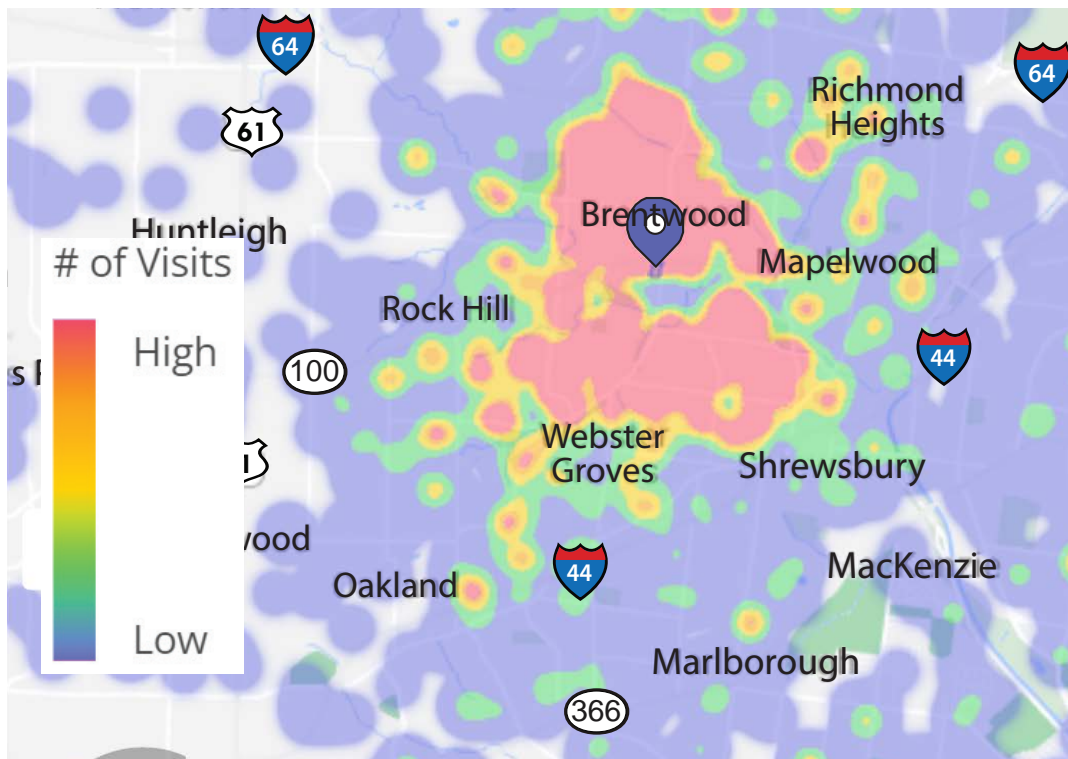 64
64
61
Richmond
Heights
Brentwood
Huntleigh
# of Visits
Mapelwood
Rock Hill
High
44
100
s
Webster
Groves
Shrewsbury
1
wood
44
MacKenzie
Oakland
Low
Marlborough
366